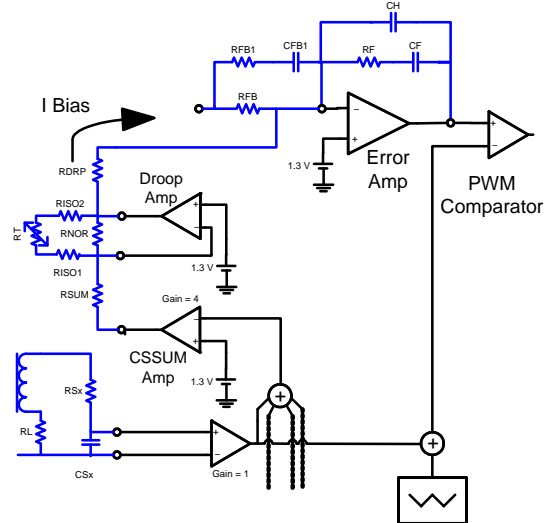 CH
RFB1
CFB1
RF
CF
RFB
I Bias
−
+
Error
Amp
1.3 V
+
−
PWM
Comparator
RDRP
Droop
Amp
RISO2
RT
RNOR
RISO1
+
−
1.3 V
RSUM
Gain = 4
−
+
CSSUM
Amp
1.3 V
RSx
RL
CSx
+
+
−
Gain = 1
+